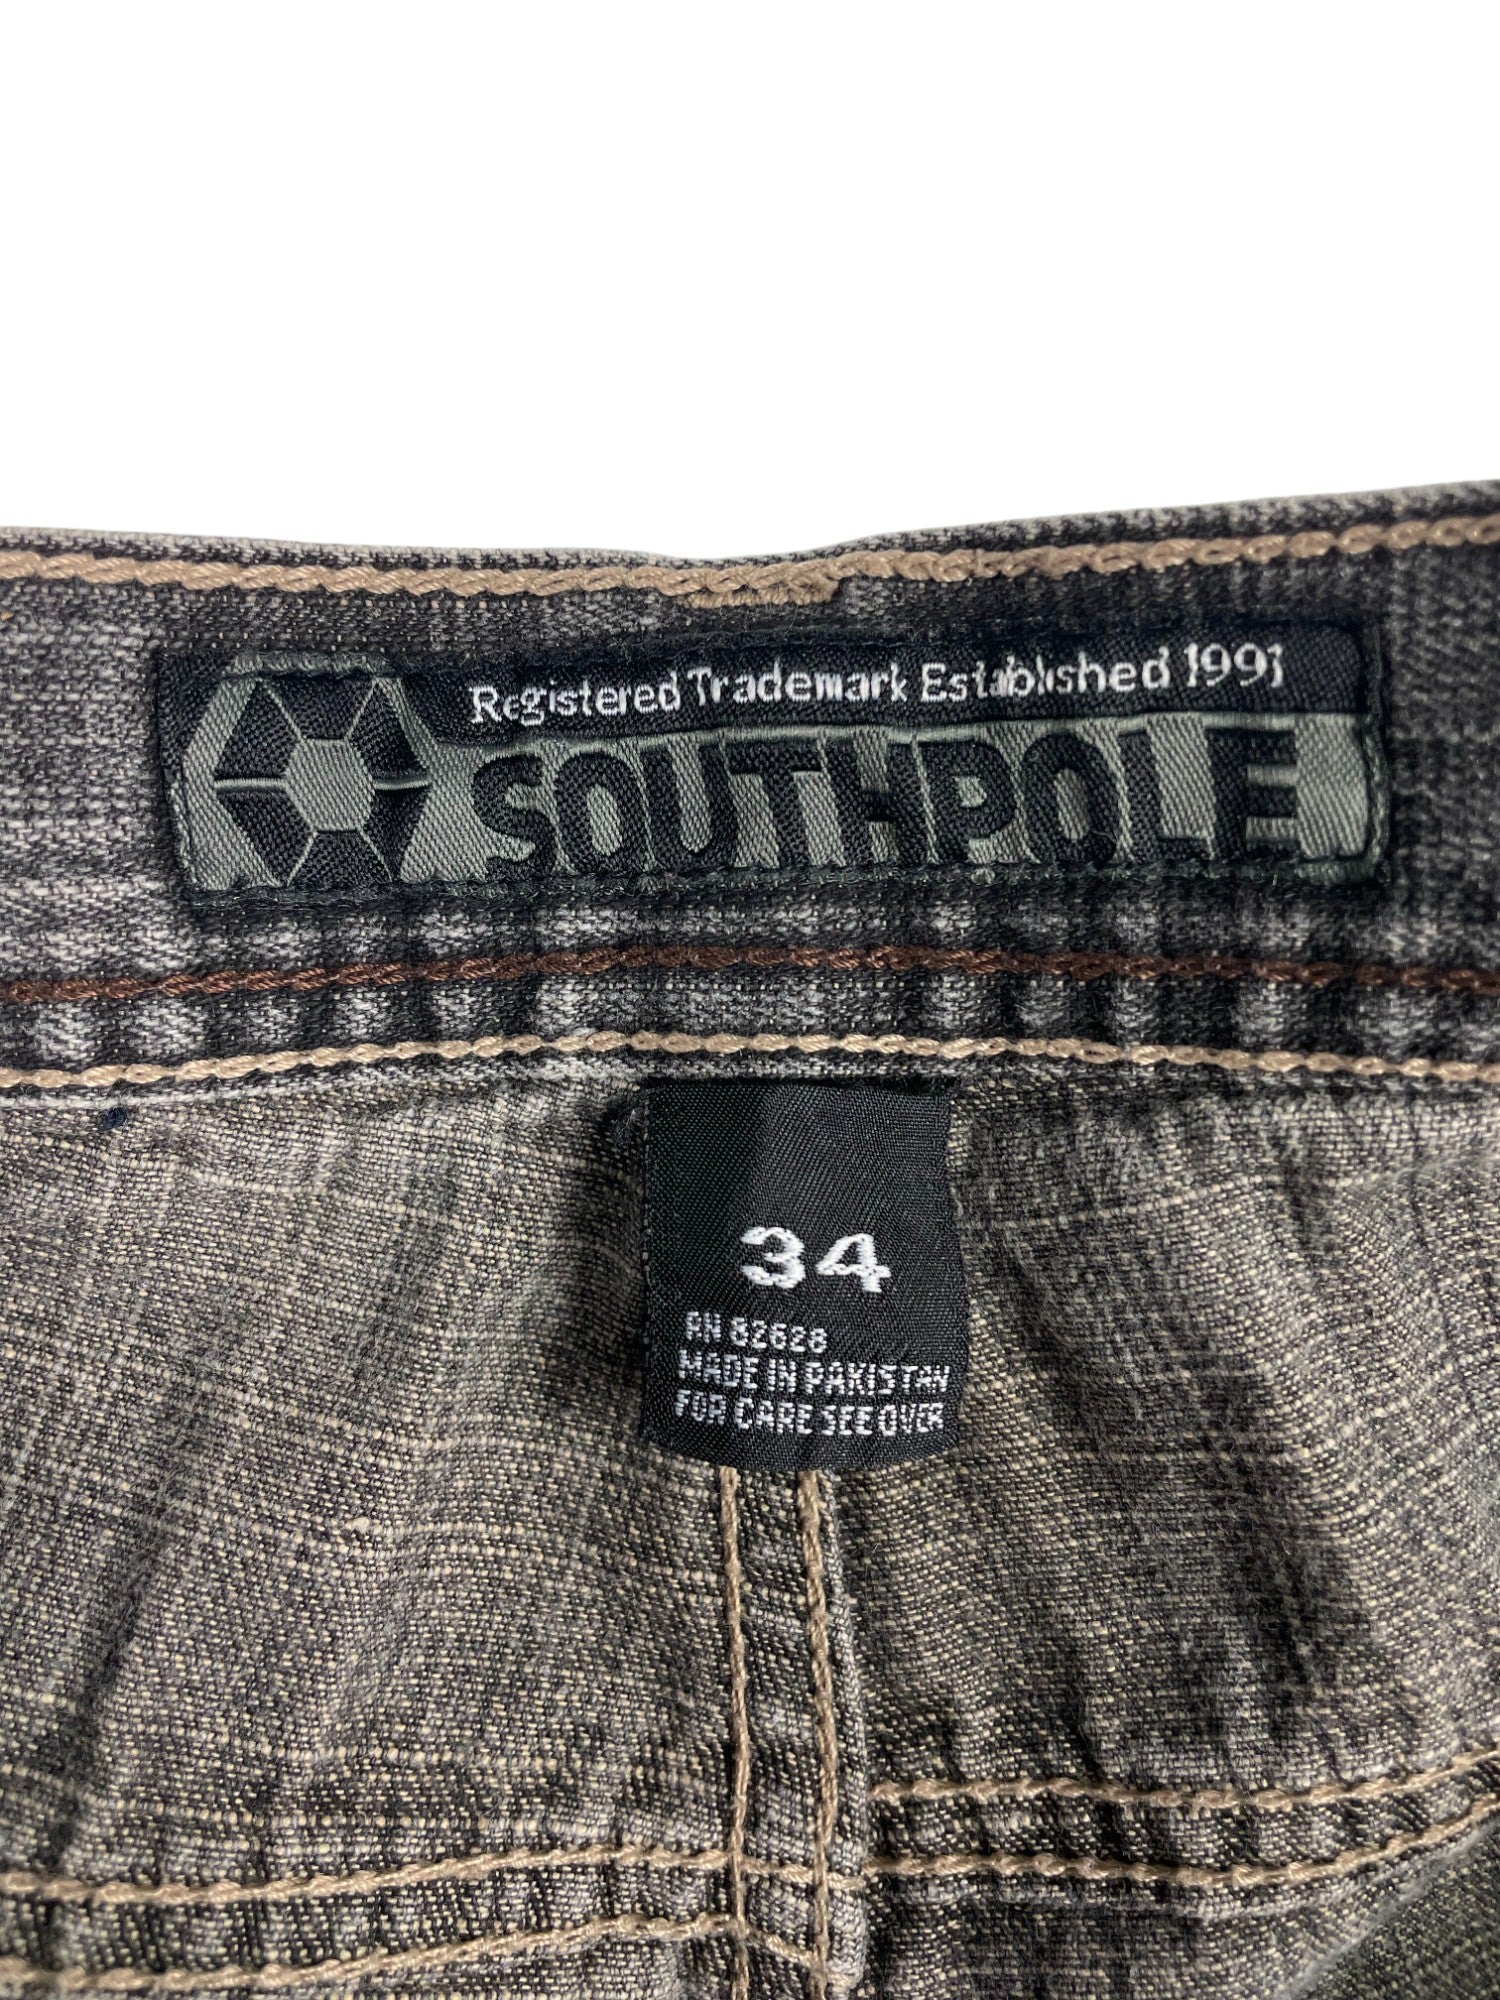 Registered Trademark Established 1991
SOUTHPOLE
34
RN 82628
MADE IN PAKISTAN
FOR CARE SEE OVER